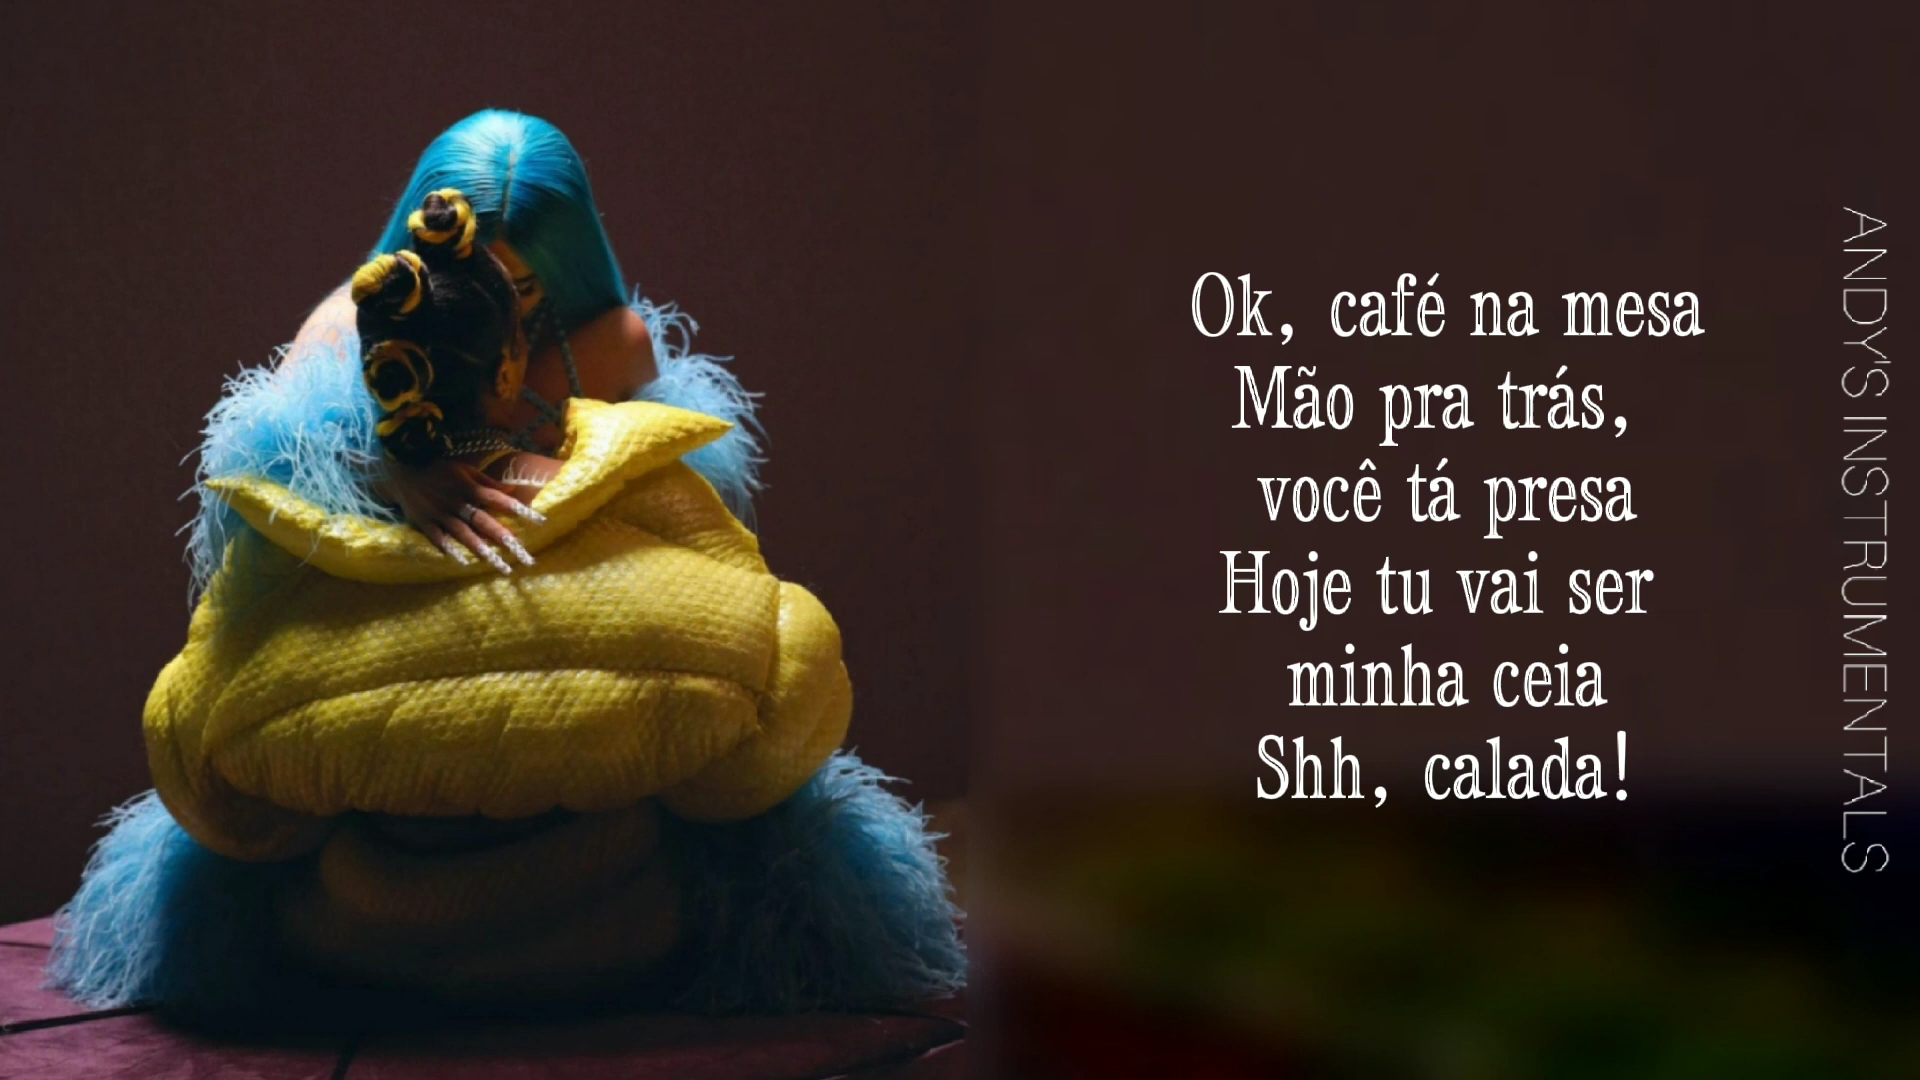 Ok, café na mesa
Mão pra trás,
você tá presa
Hoje tu vai ser
minha ceia
Shh, calada!
ANDY'S INSTRUMENTALS